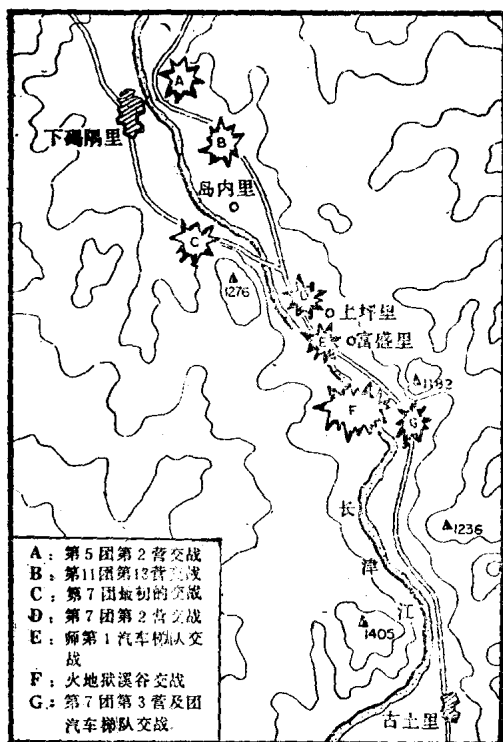 A
B
下碣隅里
岛内里
C
1276
D
上坪里
E
富盛里
1182
F
G
长
津
江
1236
1405
古土里
A：第5团第2营交战
B：第11团第13营交战
C：第7团最初的交战
D：第7团第2营交战
E：师第1汽车梯队交
战
F：火地狱溪谷交战
G：第7团第3营及团
汽车梯队交战